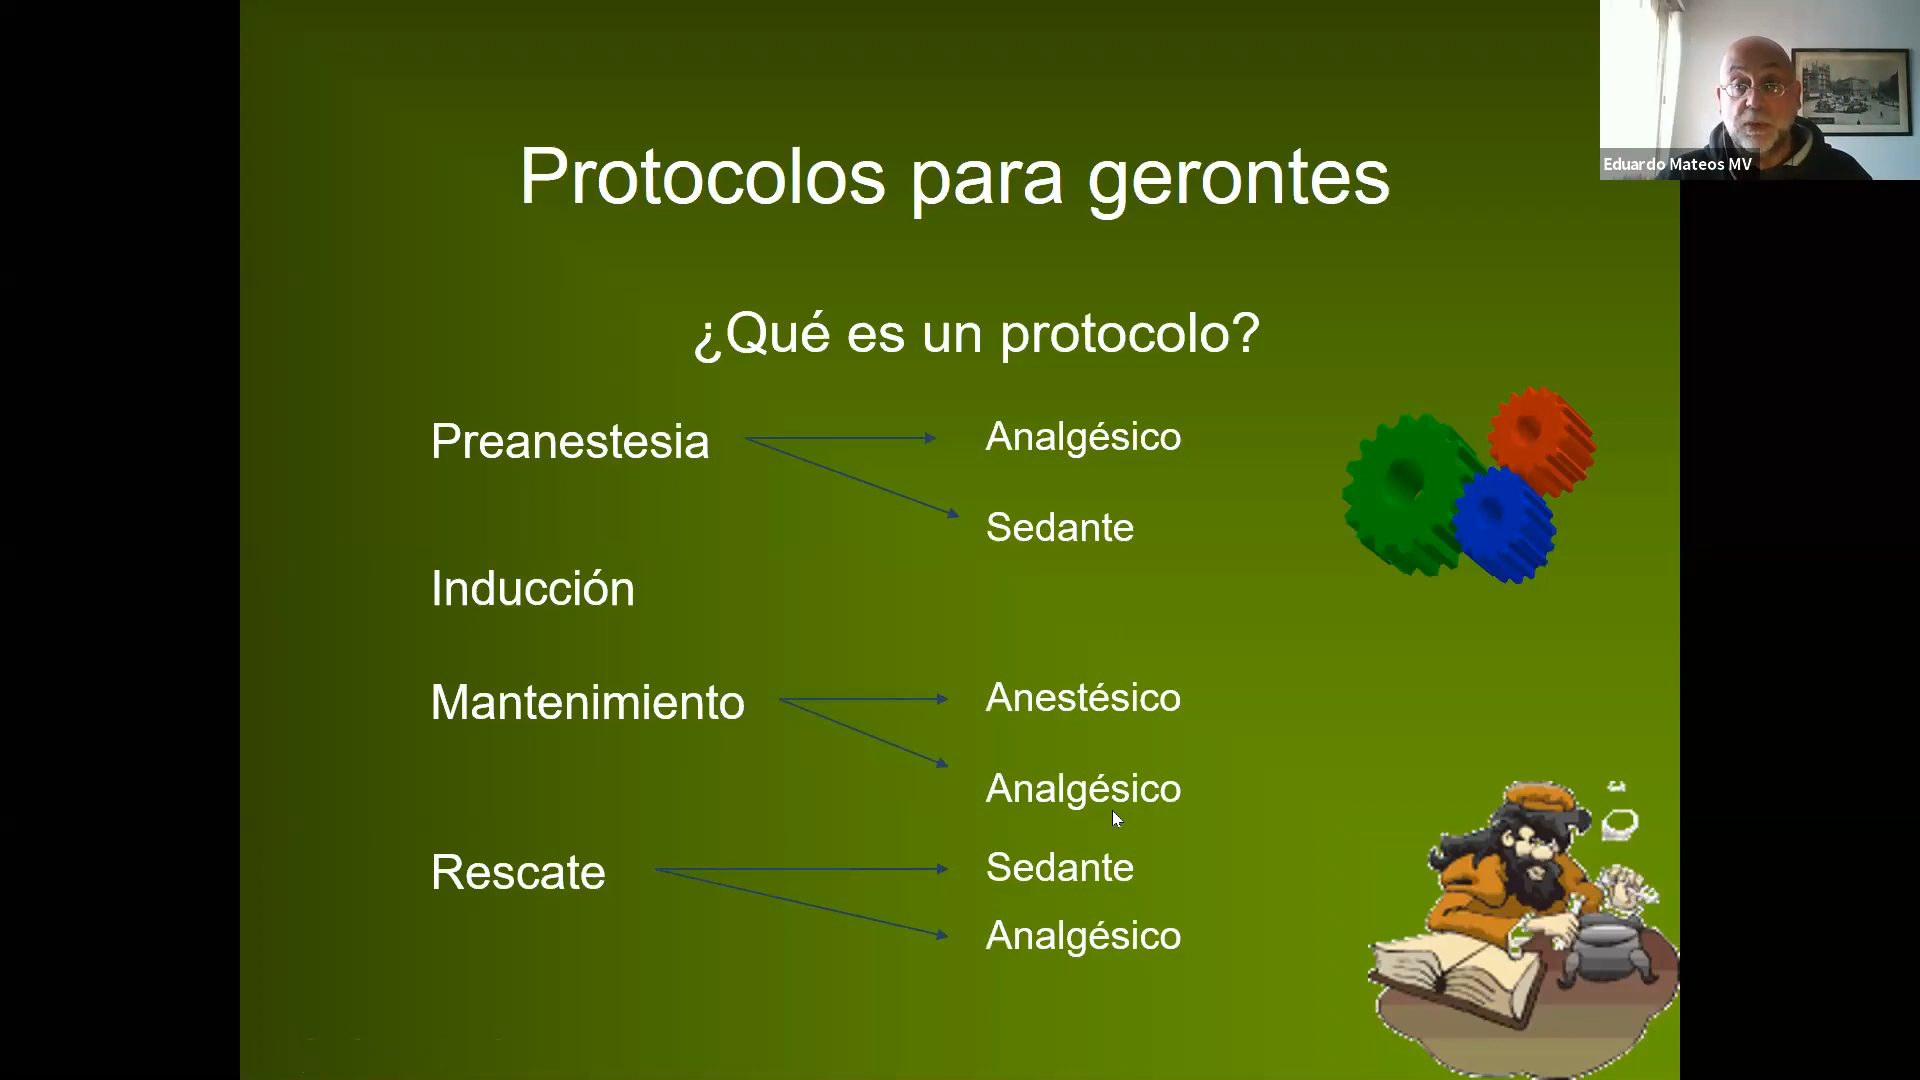 Protocolos para gerontes
Eduardo Mateos MV
¿Qué es un protocolo?
Preanestesia
Analgésico
Sedante
Inducción
Mantenimiento
Anestésico
Analgésico
Rescate
Sedante
Analgésico